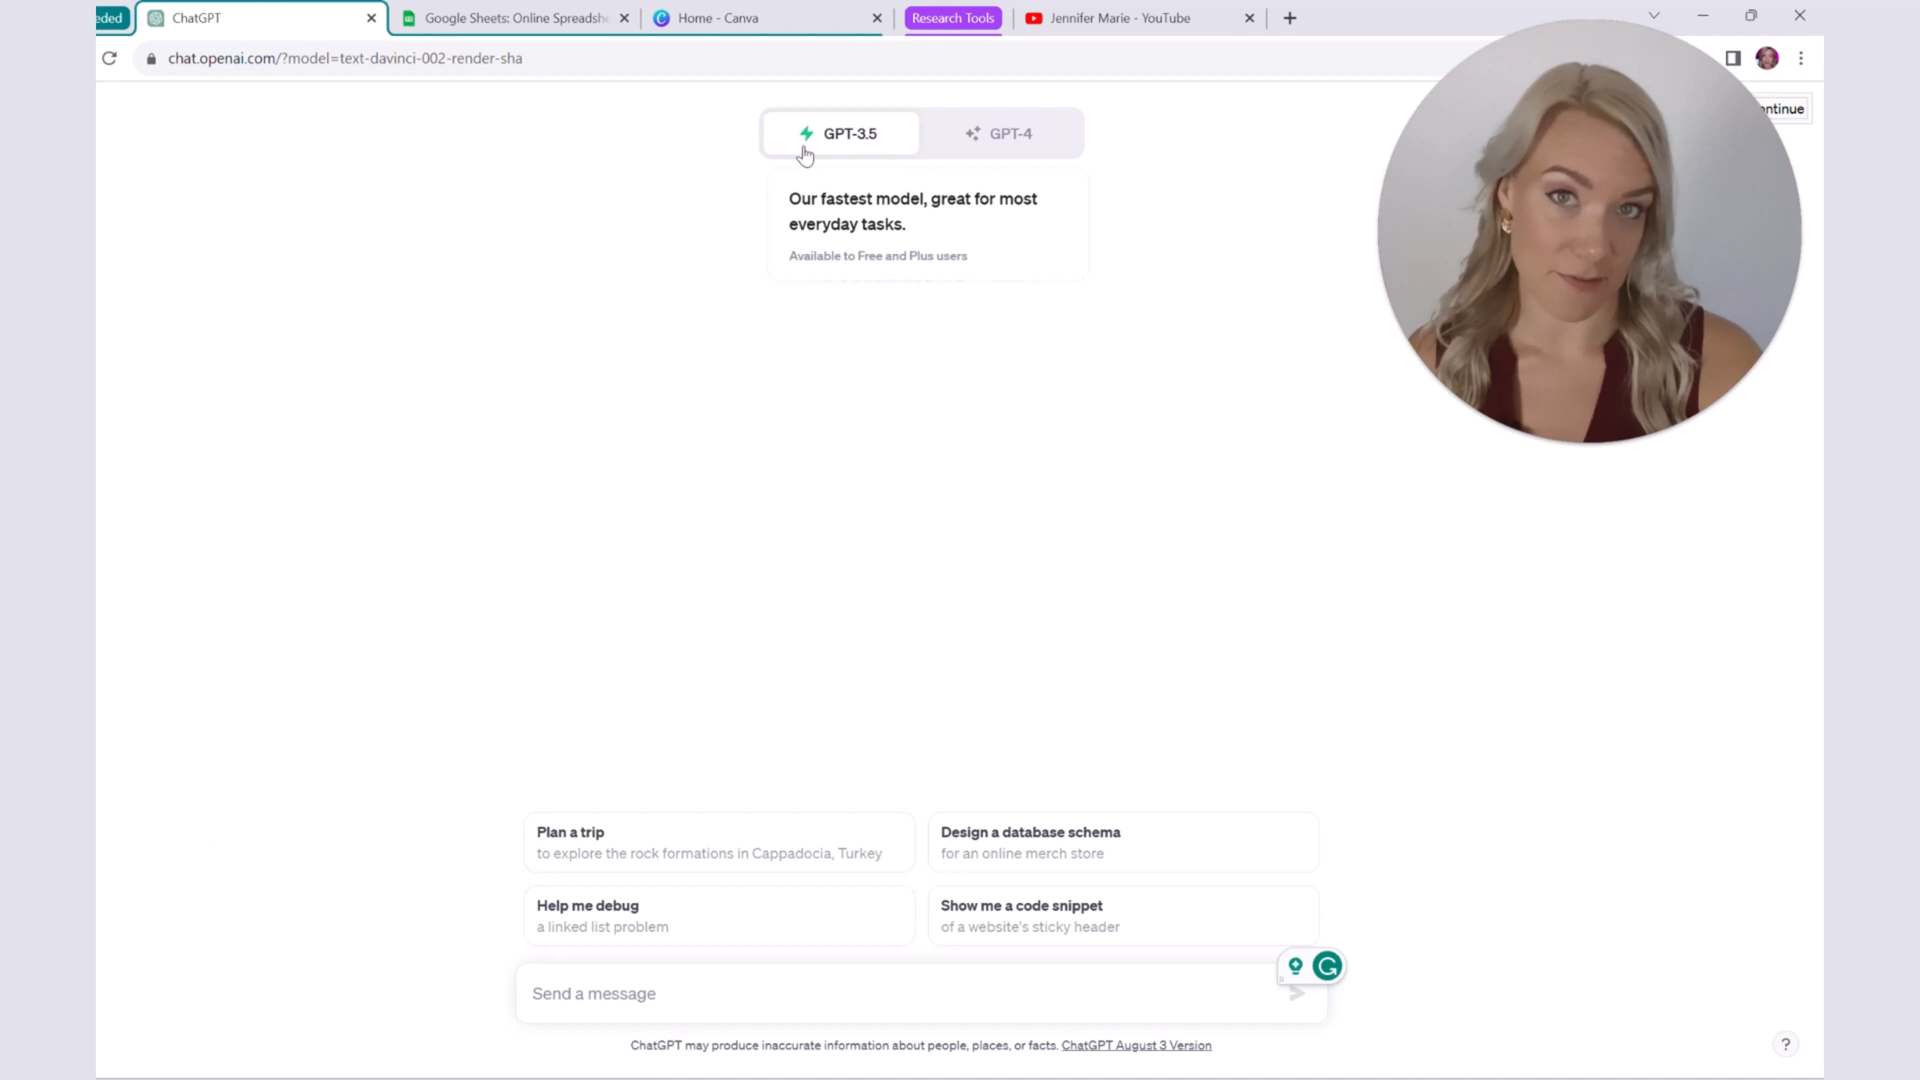 eded
ChatGPT
Google Sheets: Online Spreadshe
Home - Canva
Research Tools
Jennifer Marie - YouTube
chat.openai.com/?model=text-davinci-002-render-sha
ntinue
GPT-3.5
GPT-4
Our fastest model, great for most
everyday tasks.
Available to Free and Plus users
Plan a trip
to explore the rock formations in Cappadocia, Turkey
Design a database schema
for an online merch store
Help me debug
a linked list problem
Show me a code snippet
of a website's sticky header
Send a message
ChatGPT may produce inaccurate information about people, places, or facts. ChatGPT August 3 Version
?